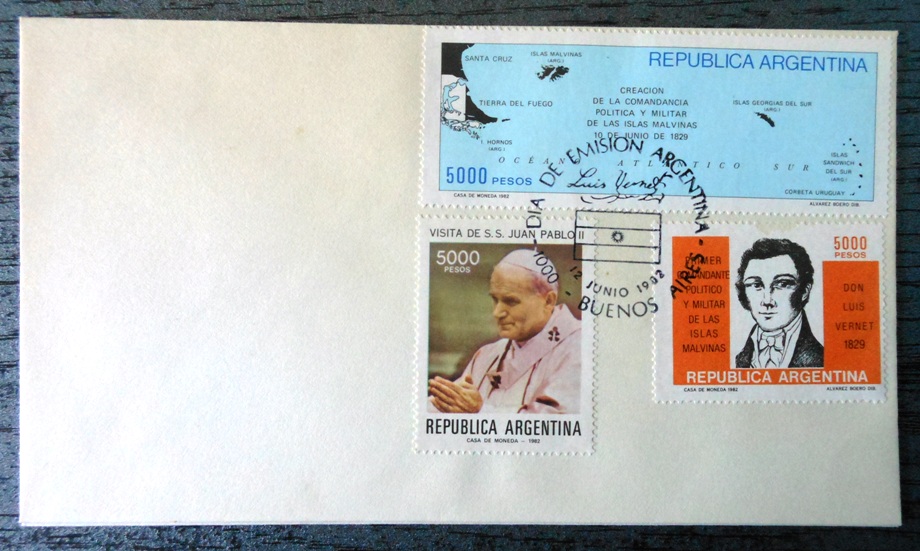 REPUBLICA ARGENTINA
SANTA CRUZ
ISLAS MALVINAS
(ARG.)
TIERRA DEL FUEGO
I. HORNOS
(ARG.)
CREACION
DE LA COMANDANCIA
POLITICA Y MILITAR
DE LAS ISLAS MALVINAS
10 DE JUNIO DE 1829
ISLAS GEORGIAS DEL SUR
(ARG.)
ISLAS
SANDWICH
DEL SUR
(ARG.)
OCÉANO ATLANTICO SUR
Luis Vernet
CORBETA URUGUAY
5000 PESOS
CASA DE MONEDA 1982
ALVAREZ BOERO DIB.
DIA DE EMISION ARGENTINA
12 JUNIO 1982
1000 - BUENOS AIRES -
VISITA DE S.S. JUAN PABLO II
5000
PESOS
REPUBLICA ARGENTINA
CASA DE MONEDA - 1982
5000
PESOS
PRIMER
COMANDANTE
POLITICO
Y MILITAR
DE LAS
ISLAS
MALVINAS
DON
LUIS
VERNET
1829
REPUBLICA ARGENTINA
CASA DE MONEDA 1982
ALVAREZ BOERO DIB.